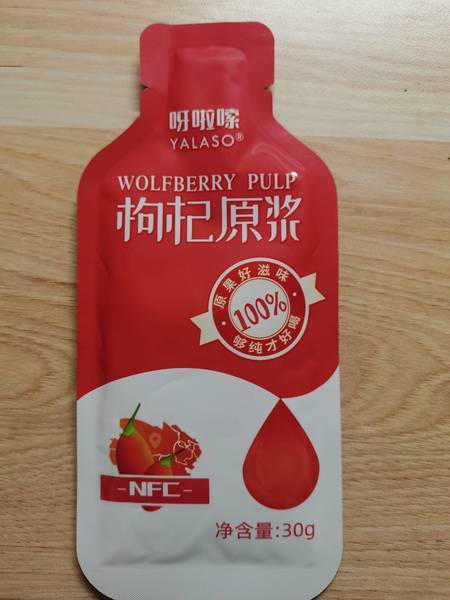 呀啦嗦
YALASO®
WOLFBERRY PULP
枸杞原浆
原果好滋味
100%
够纯才好喝
-NFC-
净含量:30g